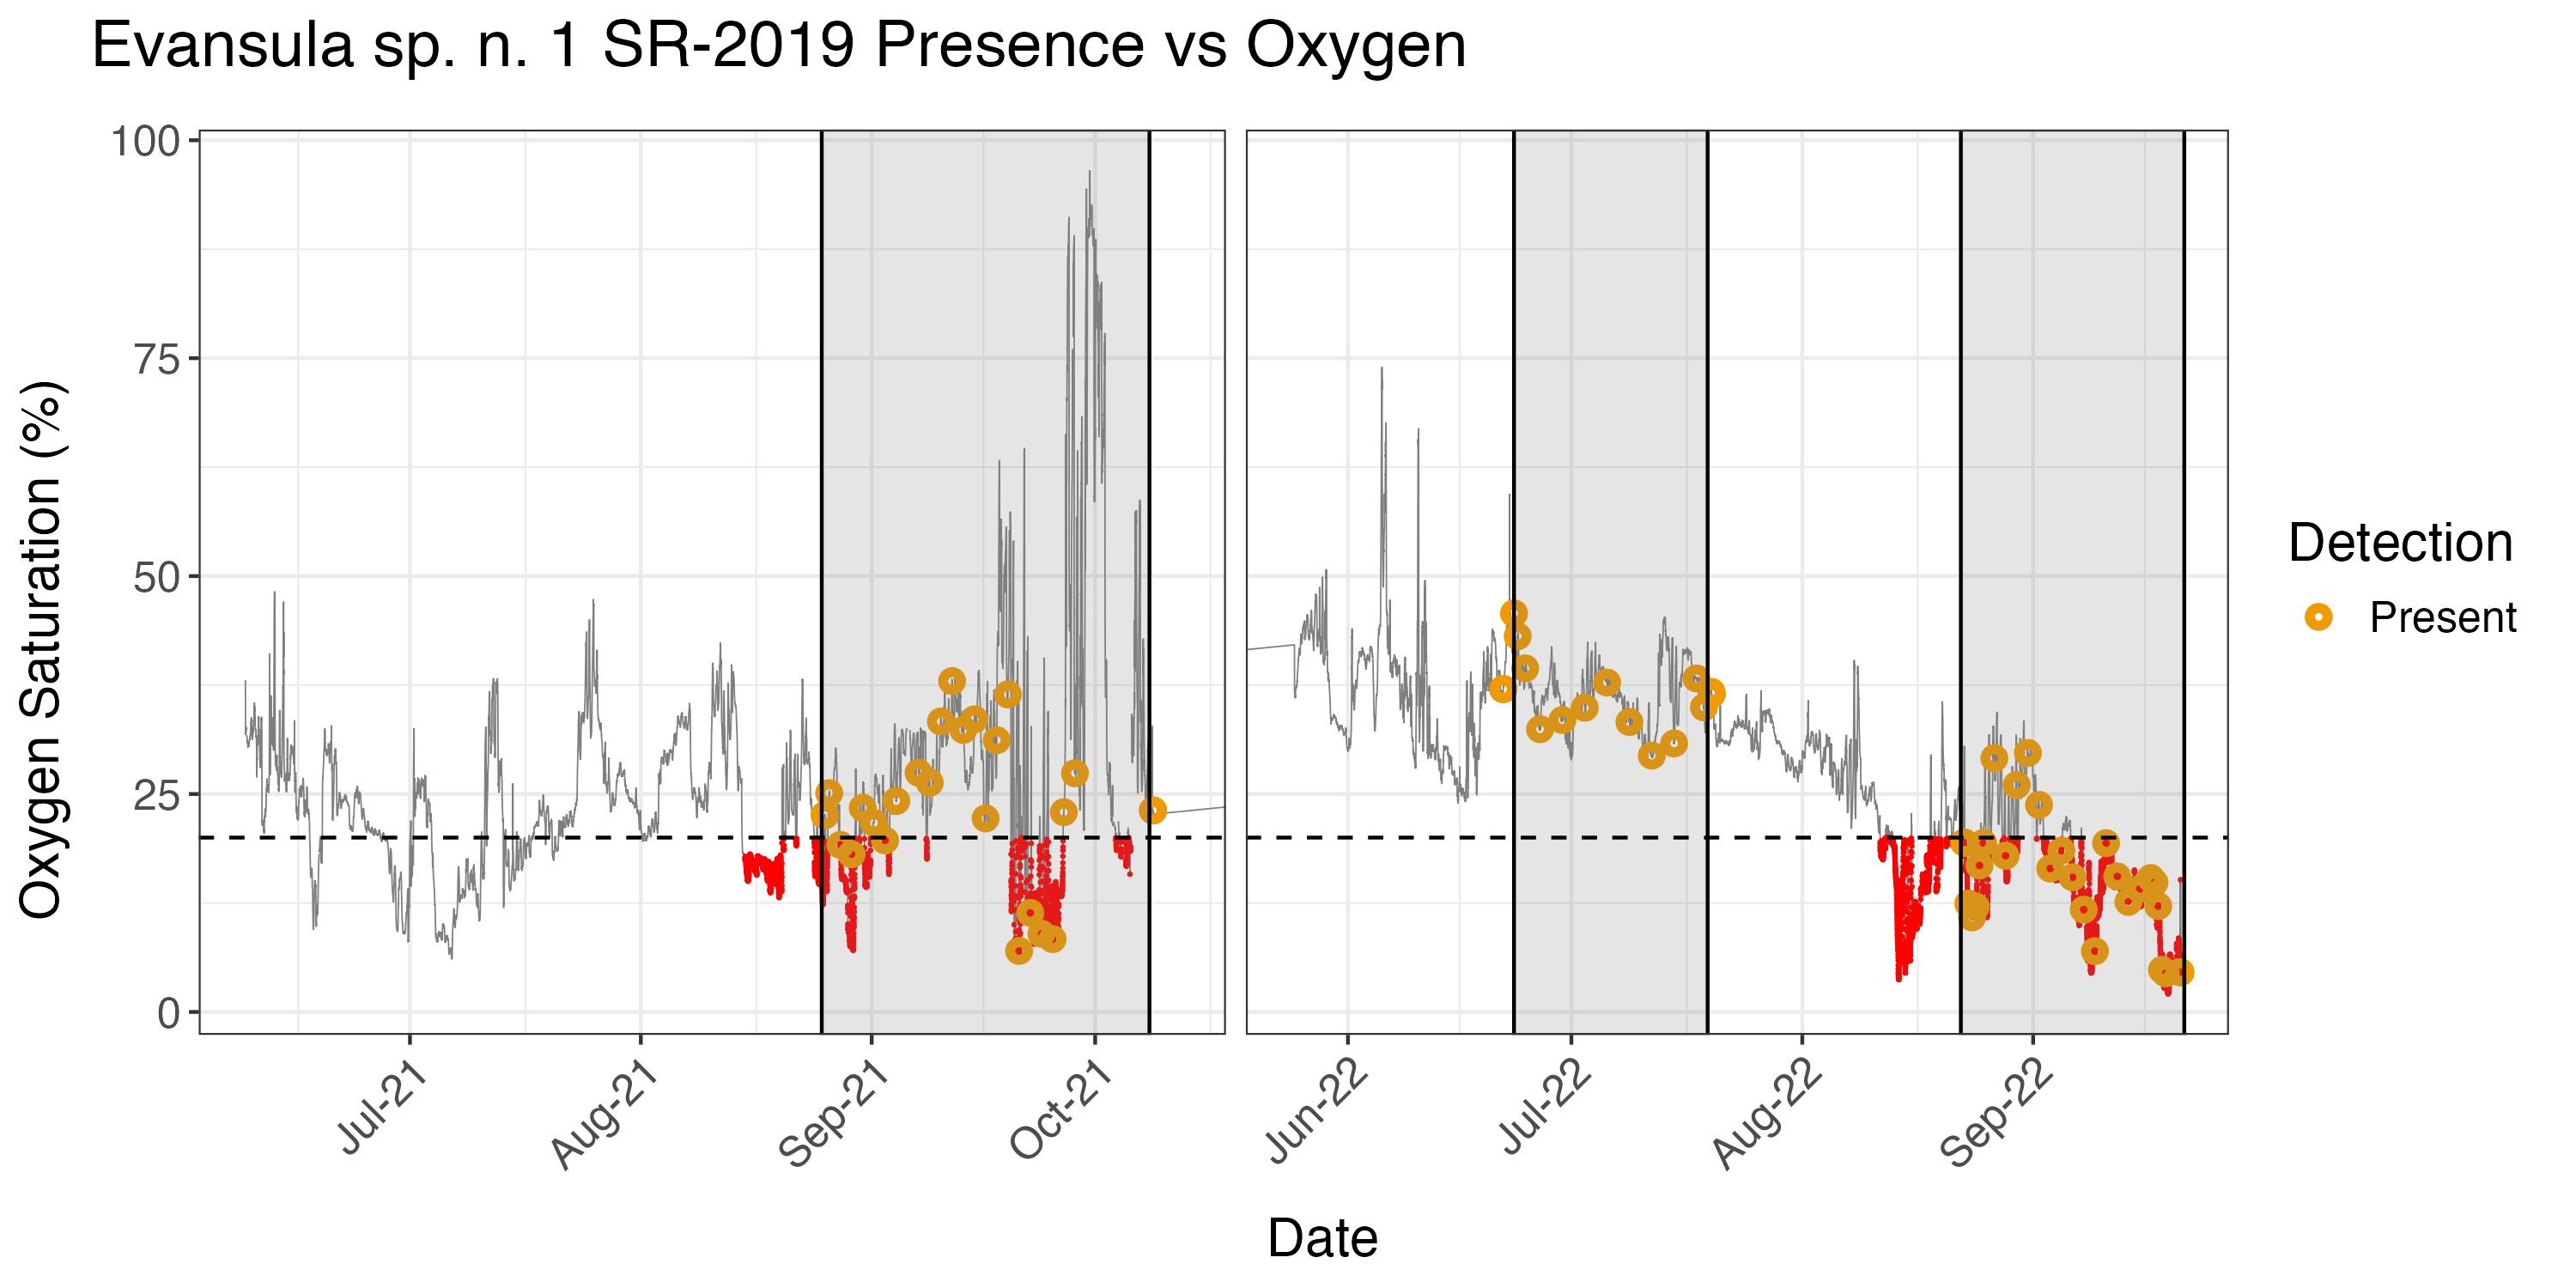 Evansula sp. n. 1 SR-2019 Presence vs Oxygen
Oxygen Saturation (%)
100
75
50
25
0
Jul-21
Aug-21
Sep-21
Oct-21
Jun-22
Jul-22
Aug-22
Sep-22
Date
Detection
Present